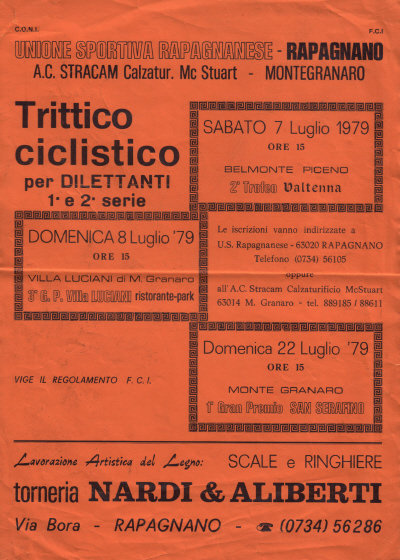 C.O.N.I. F.C.I
UNIONE SPORTIVA RAPAGNANESE - RAPAGNANO
A.C. STRACAM Calzatur. Mc Stuart - MONTEGRANARO
Trittico
ciclistico
per DILETTANTI
1ª e 2ª serie
SABATO 7 Luglio 1979
ORE 15
BELMONTE PICENO
2° Trofeo Valtenna
DOMENICA 8 Luglio '79
ORE 15
VILLA LUCIANI di M. Granaro
3° G. P. Villa LUCIANI ristorante-park
Le iscrizioni vanno indirizzate a
U.S. Rapagnanese - 63020 RAPAGNANO
Telefono (0734) 56105
oppure
all'A.C. Stracam Calzaturificio McStuart
63014 M. Granaro - tel. 889185 / 88611
Domenica 22 Luglio '79
ORE 15
MONTE GRANARO
1° Gran Premio SAN SERAFINO
VIGE IL REGOLAMENTO F.C.I.
Lavorazione Artistica del Legno: SCALE e RINGHIERE
torneria NARDI & ALIBERTI
Via Bora - RAPAGNANO - ☎ (0734) 56286